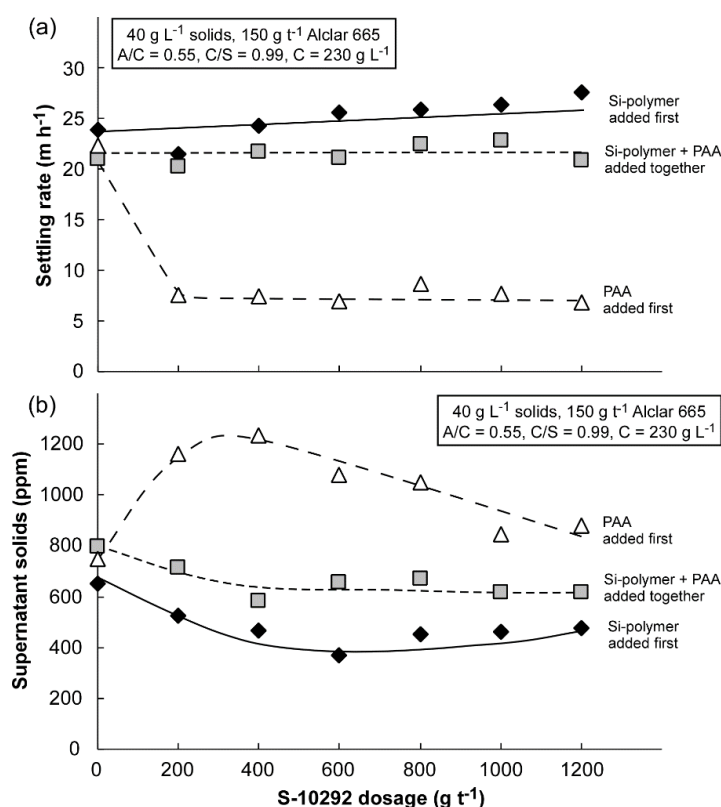 (a)
40 g L⁻¹ solids, 150 g t⁻¹ Alclar 665
A/C = 0.55, C/S = 0.99, C = 230 g L⁻¹
Settling rate (m h⁻¹)
30
25
20
15
10
5
0
Si-polymer
added first
Si-polymer + PAA
added together
PAA
added first
(b)
40 g L⁻¹ solids, 150 g t⁻¹ Alclar 665
A/C = 0.55, C/S = 0.99, C = 230 g L⁻¹
Supernatant solids (ppm)
1200
1000
800
600
400
200
0
PAA
added first
Si-polymer + PAA
added together
Si-polymer
added first
0 200 400 600 800 1000 1200
S-10292 dosage (g t⁻¹)